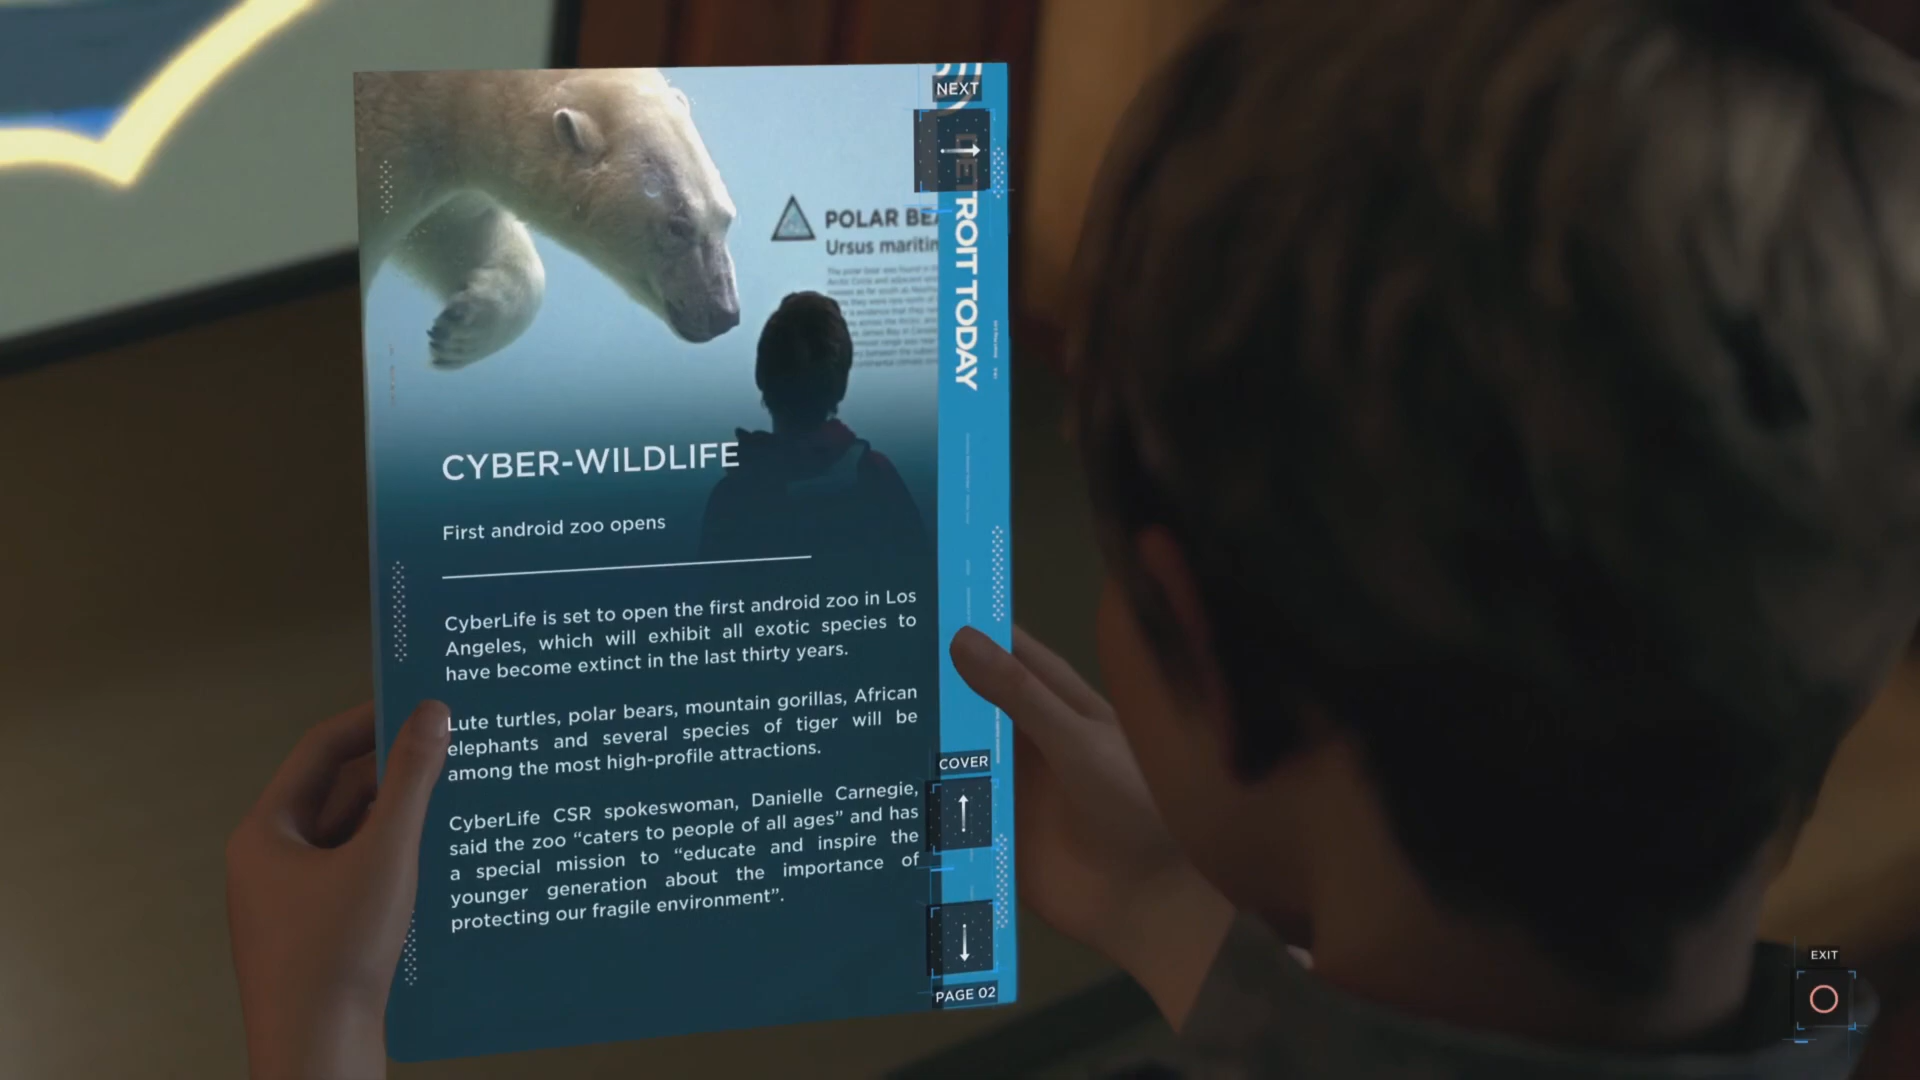 NEXT
POLAR BEA
Ursus maritim
ROIT TODAY
CYBER-WILDLIFE
First android zoo opens
CyberLife is set to open the first android zoo in Los
Angeles, which will exhibit all exotic species to
have become extinct in the last thirty years.
Lute turtles, polar bears, mountain gorillas, African
elephants and several species of tiger will be
among the most high-profile attractions.
CyberLife CSR spokeswoman, Danielle Carnegie,
said the zoo “caters to people of all ages” and has
a special mission to “educate and inspire the
younger generation about the importance of
protecting our fragile environment”.
COVER
PAGE 02
EXIT